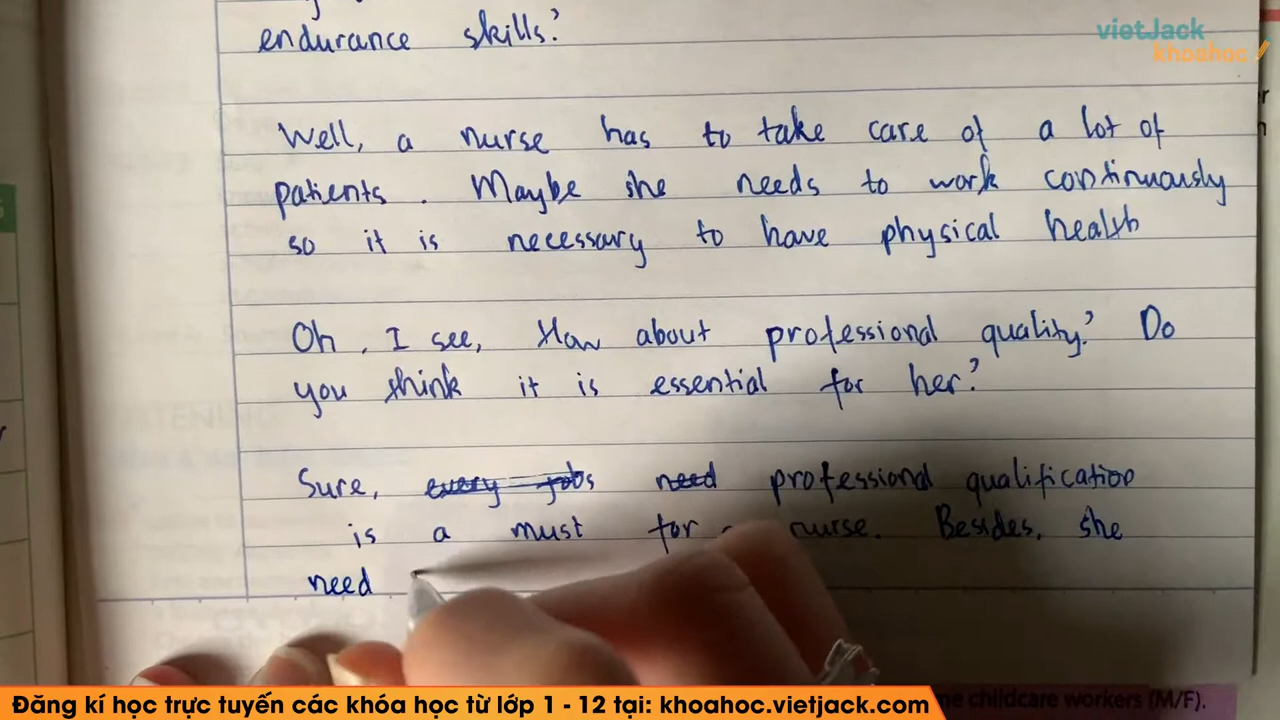 endurance skills?
vietJack
khoahoc
Well, a nurse has to take care of a lot of
patients. Maybe she needs to work continuously
so it is necessary to have physical health
Oh, I see, How about professional quality? Do
you think it is essential for her?
Sure, every jobs need professional qualification
is a must for nurse. Besides, she
need
Đăng kí học trực tuyến các khóa học từ lớp 1 - 12 tại: khoahoc.vietjack.com
me childcare workers (M/F).